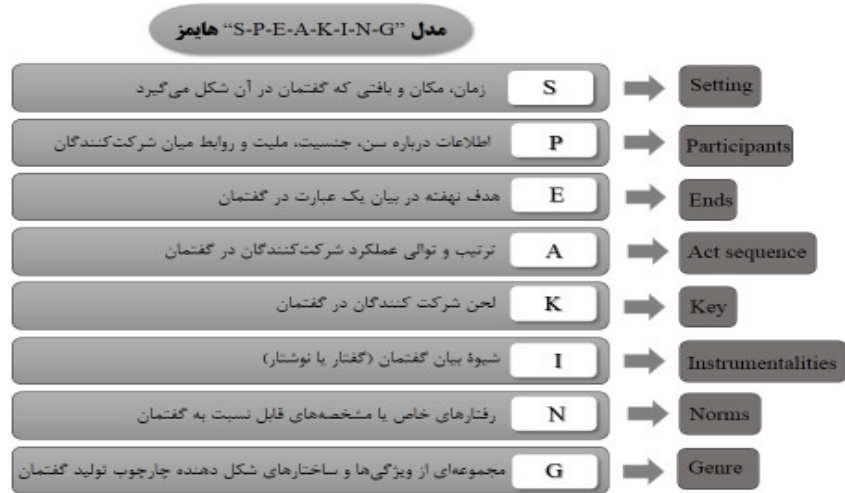 مدل “S-P-E-A-K-I-N-G” هایمز
زمان، مکان و بافتی که گفتمان در آن شکل می‌گیرد S Setting
اطلاعات درباره سن، جنسیت، ملیت و روابط میان شرکت‌کنندگان P Participants
هدف نهفته در بیان یک عبارت در گفتمان E Ends
ترتیب و توالی عملکرد شرکت‌کنندگان در گفتمان A Act sequence
لحن شرکت کنندگان در گفتمان K Key
شیوۀ بیان گفتمان (گفتار یا نوشتار) I Instrumentalities
رفتارهای خاص یا مشخصه‌های قابل نسبت به گفتمان N Norms
مجموعه‌ای از ویژگی‌ها و ساختارهای شکل دهنده چارچوب تولید گفتمان G Genre